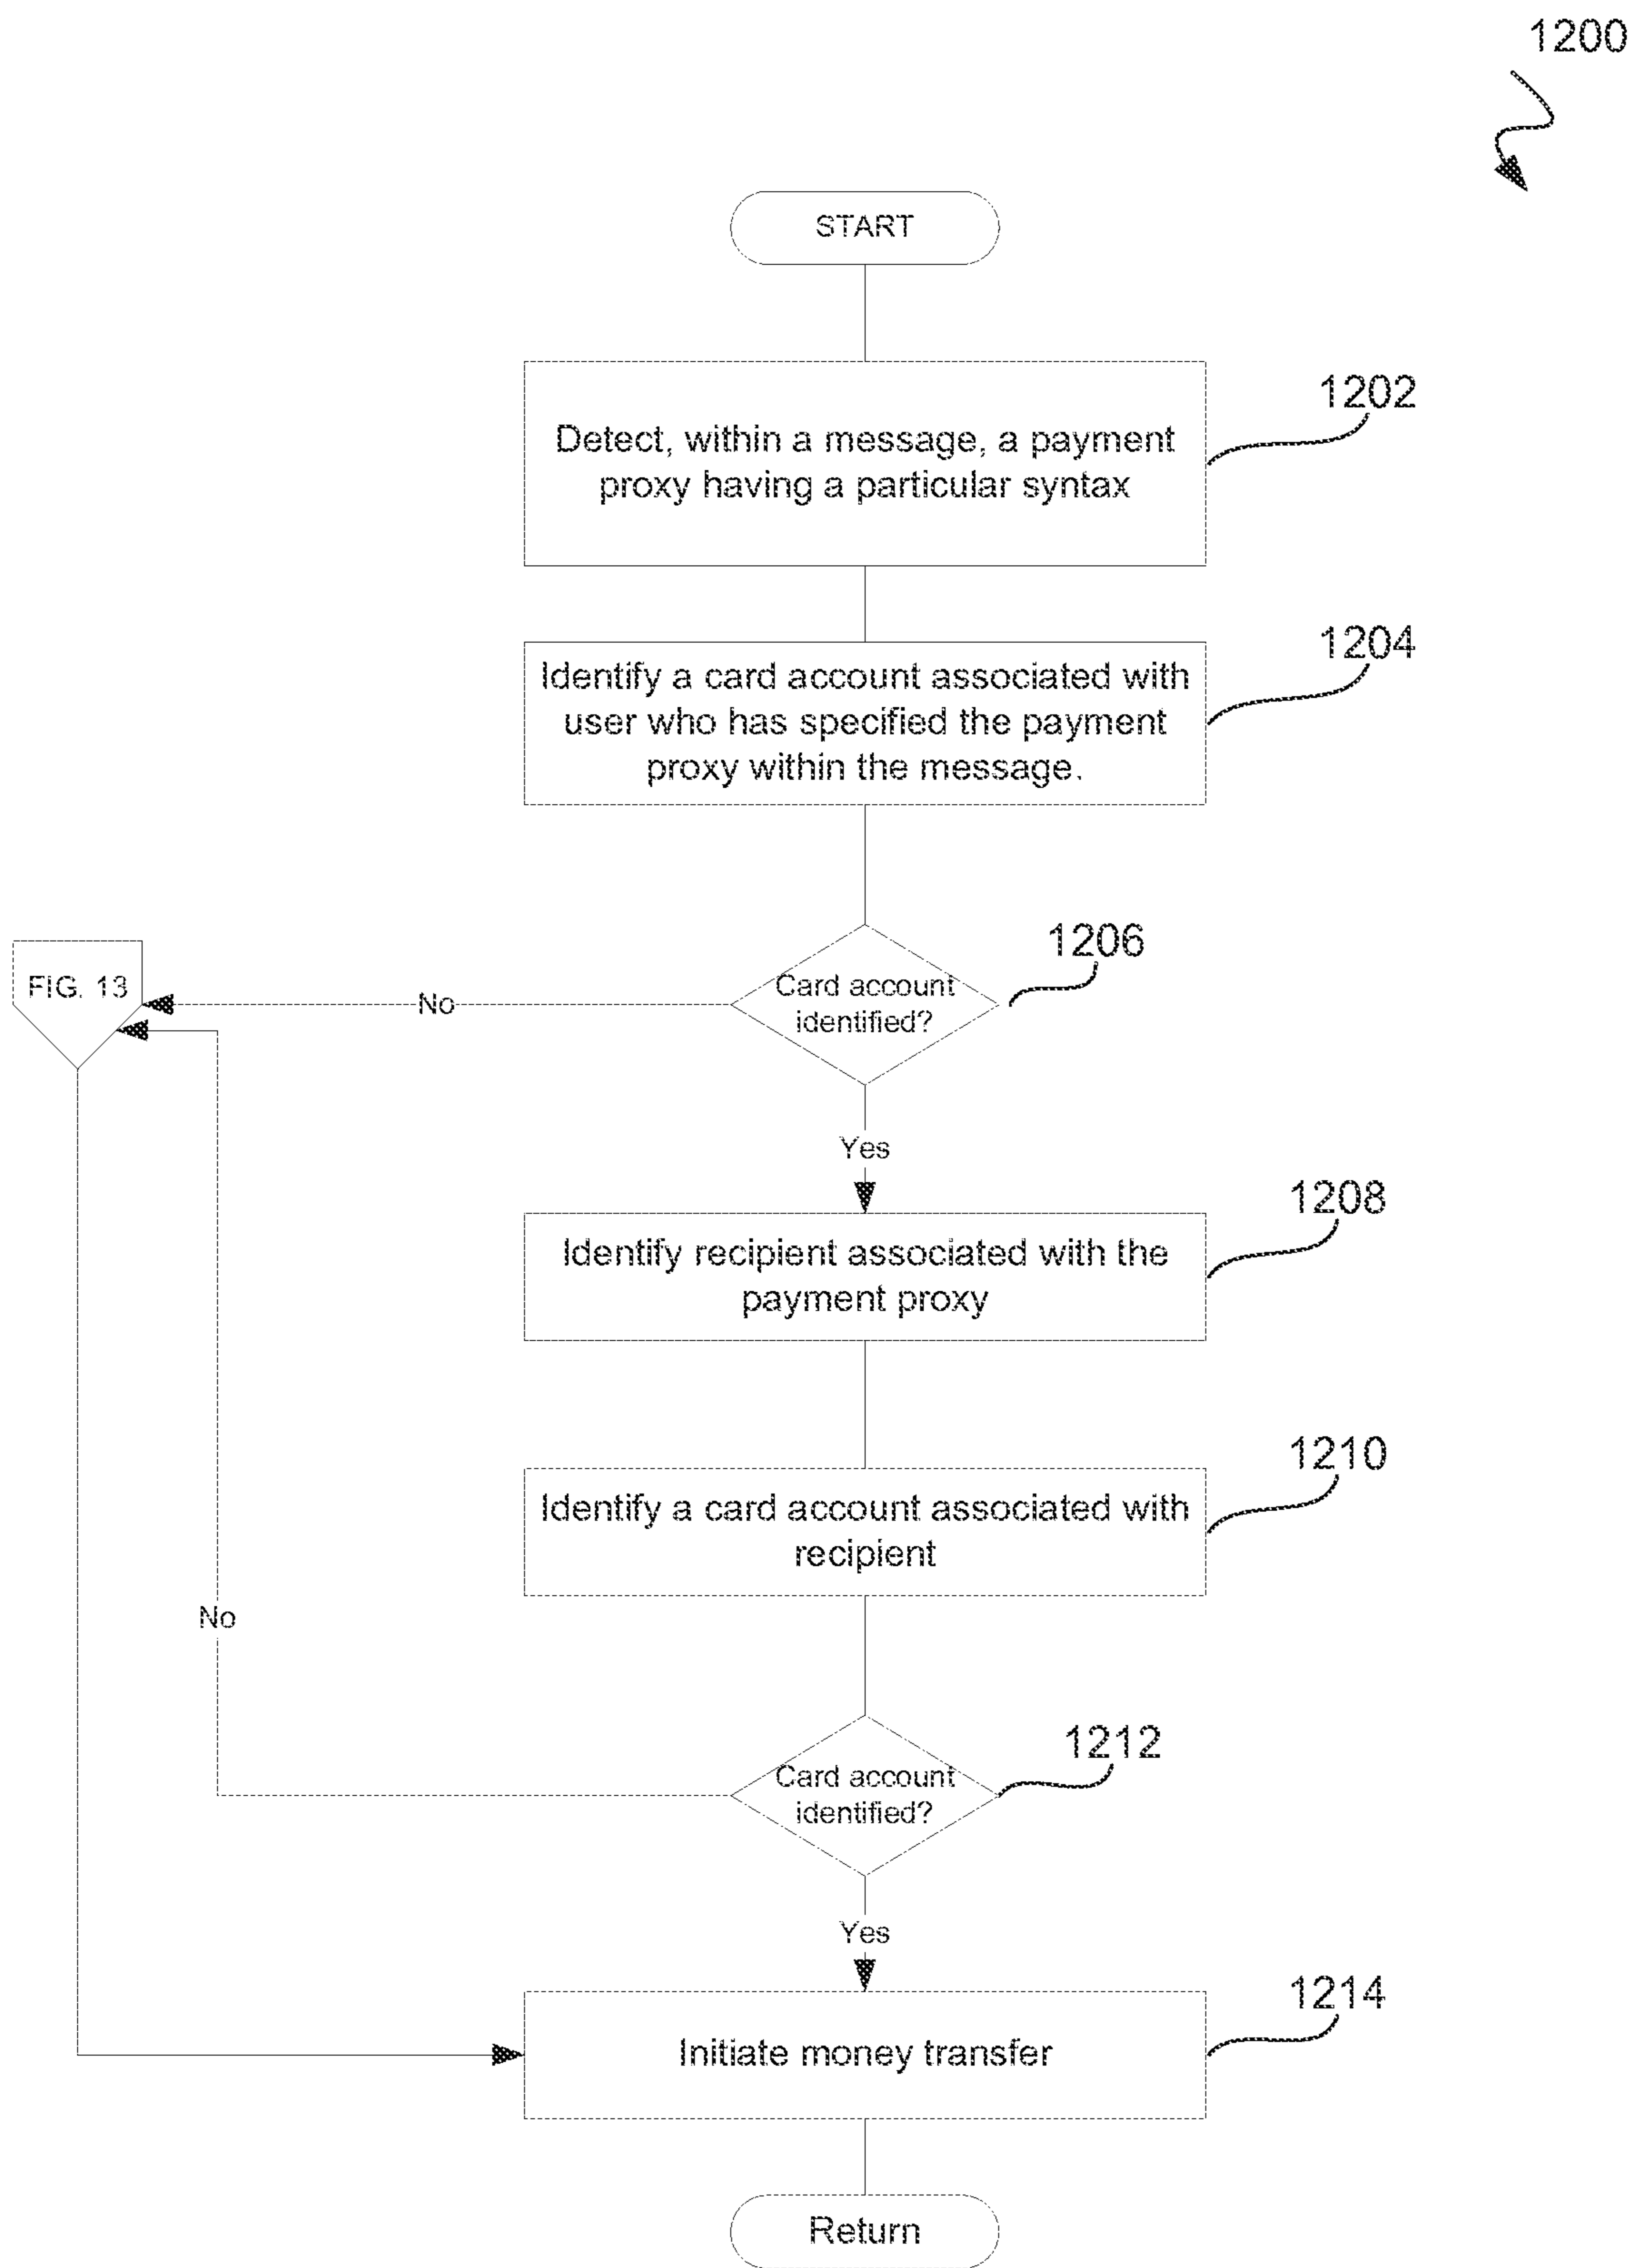 1200
START
1202
Detect, within a message, a payment
proxy having a particular syntax
1204
Identify a card account associated with
user who has specified the payment
proxy within the message.
1206
FIG. 13
No
Card account
identified?
Yes
1208
Identify recipient associated with the
payment proxy
1210
Identify a card account associated with
recipient
No
1212
Card account
identified?
Yes
1214
Initiate money transfer
Return